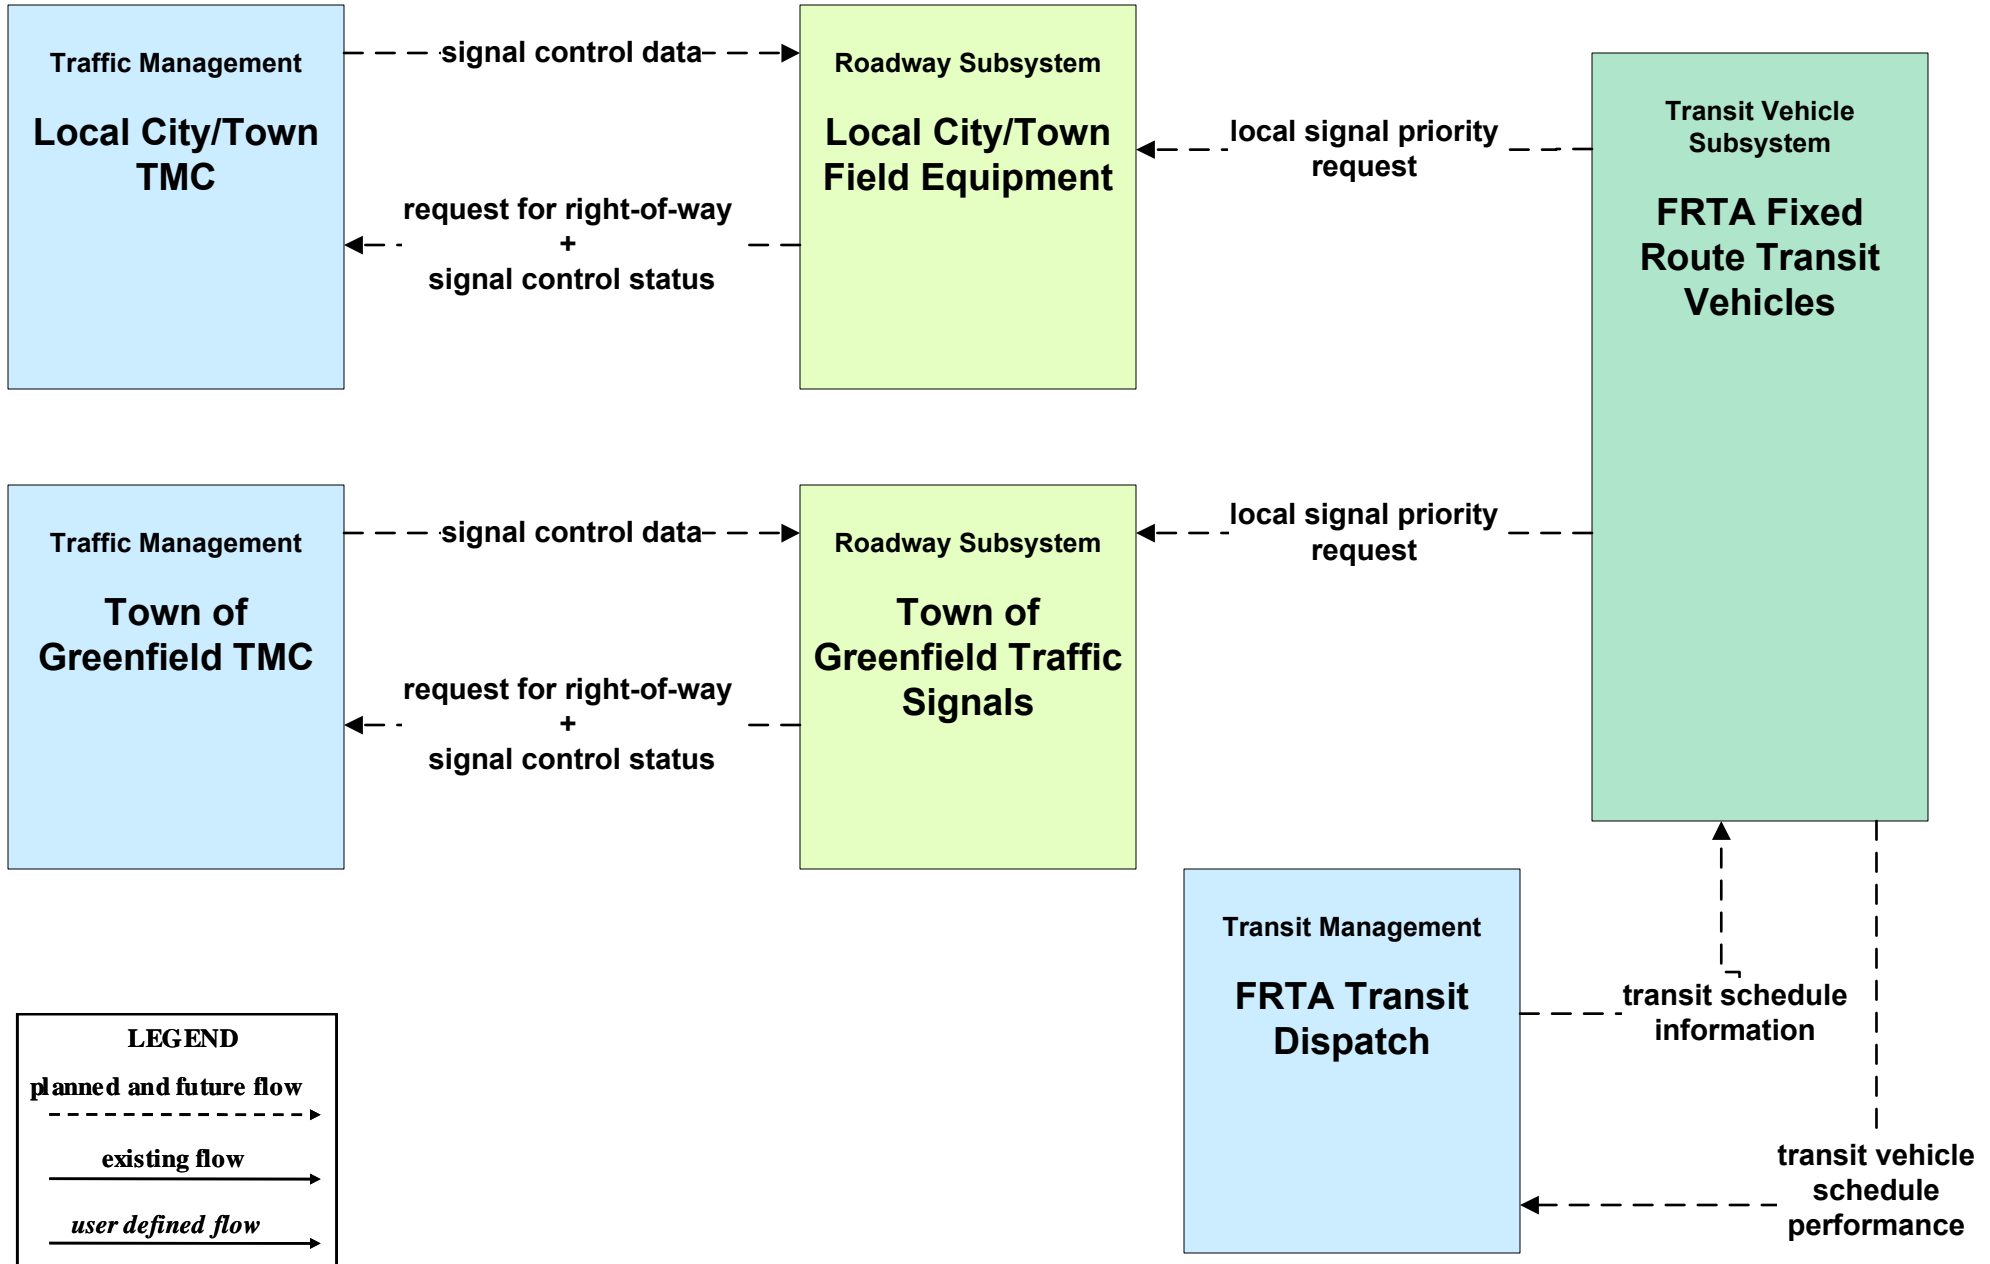 Traffic Management
Local City/Town
TMC
signal control data
request for right-of-way
+
signal control status
Roadway Subsystem
Local City/Town
Field Equipment
local signal priority
request
Transit Vehicle
Subsystem
FRTA Fixed
Route Transit
Vehicles
Traffic Management
Town of
Greenfield TMC
signal control data
request for right-of-way
+
signal control status
Roadway Subsystem
Town of
Greenfield Traffic
Signals
local signal priority
request
Transit Management
FRTA Transit
Dispatch
transit schedule
information
transit vehicle
schedule
performance
LEGEND
planned and future flow
existing flow
user defined flow